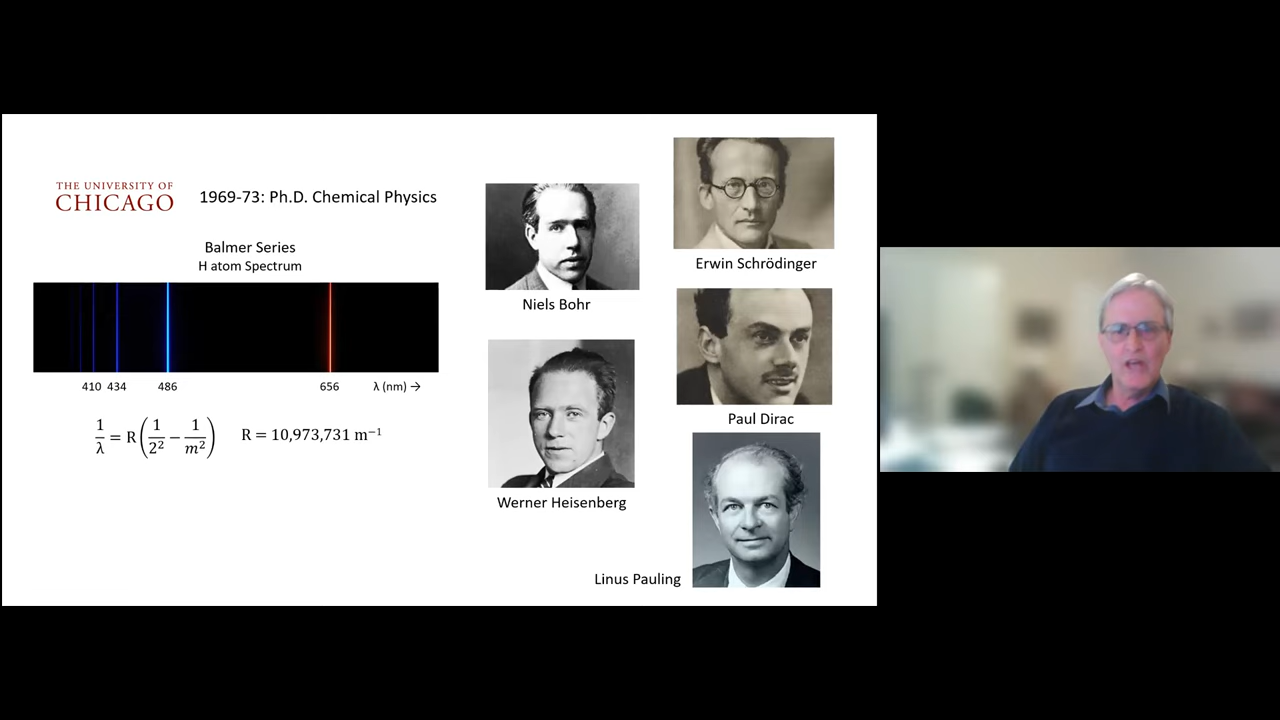 THE UNIVERSITY OF
CHICAGO
1969-73: Ph.D. Chemical Physics
Balmer Series
H atom Spectrum
410 434 486 656 λ (nm) →
1/λ = R(1/2² − 1/m²) R = 10,973,731 m⁻¹
Niels Bohr
Werner Heisenberg
Erwin Schrödinger
Paul Dirac
Linus Pauling